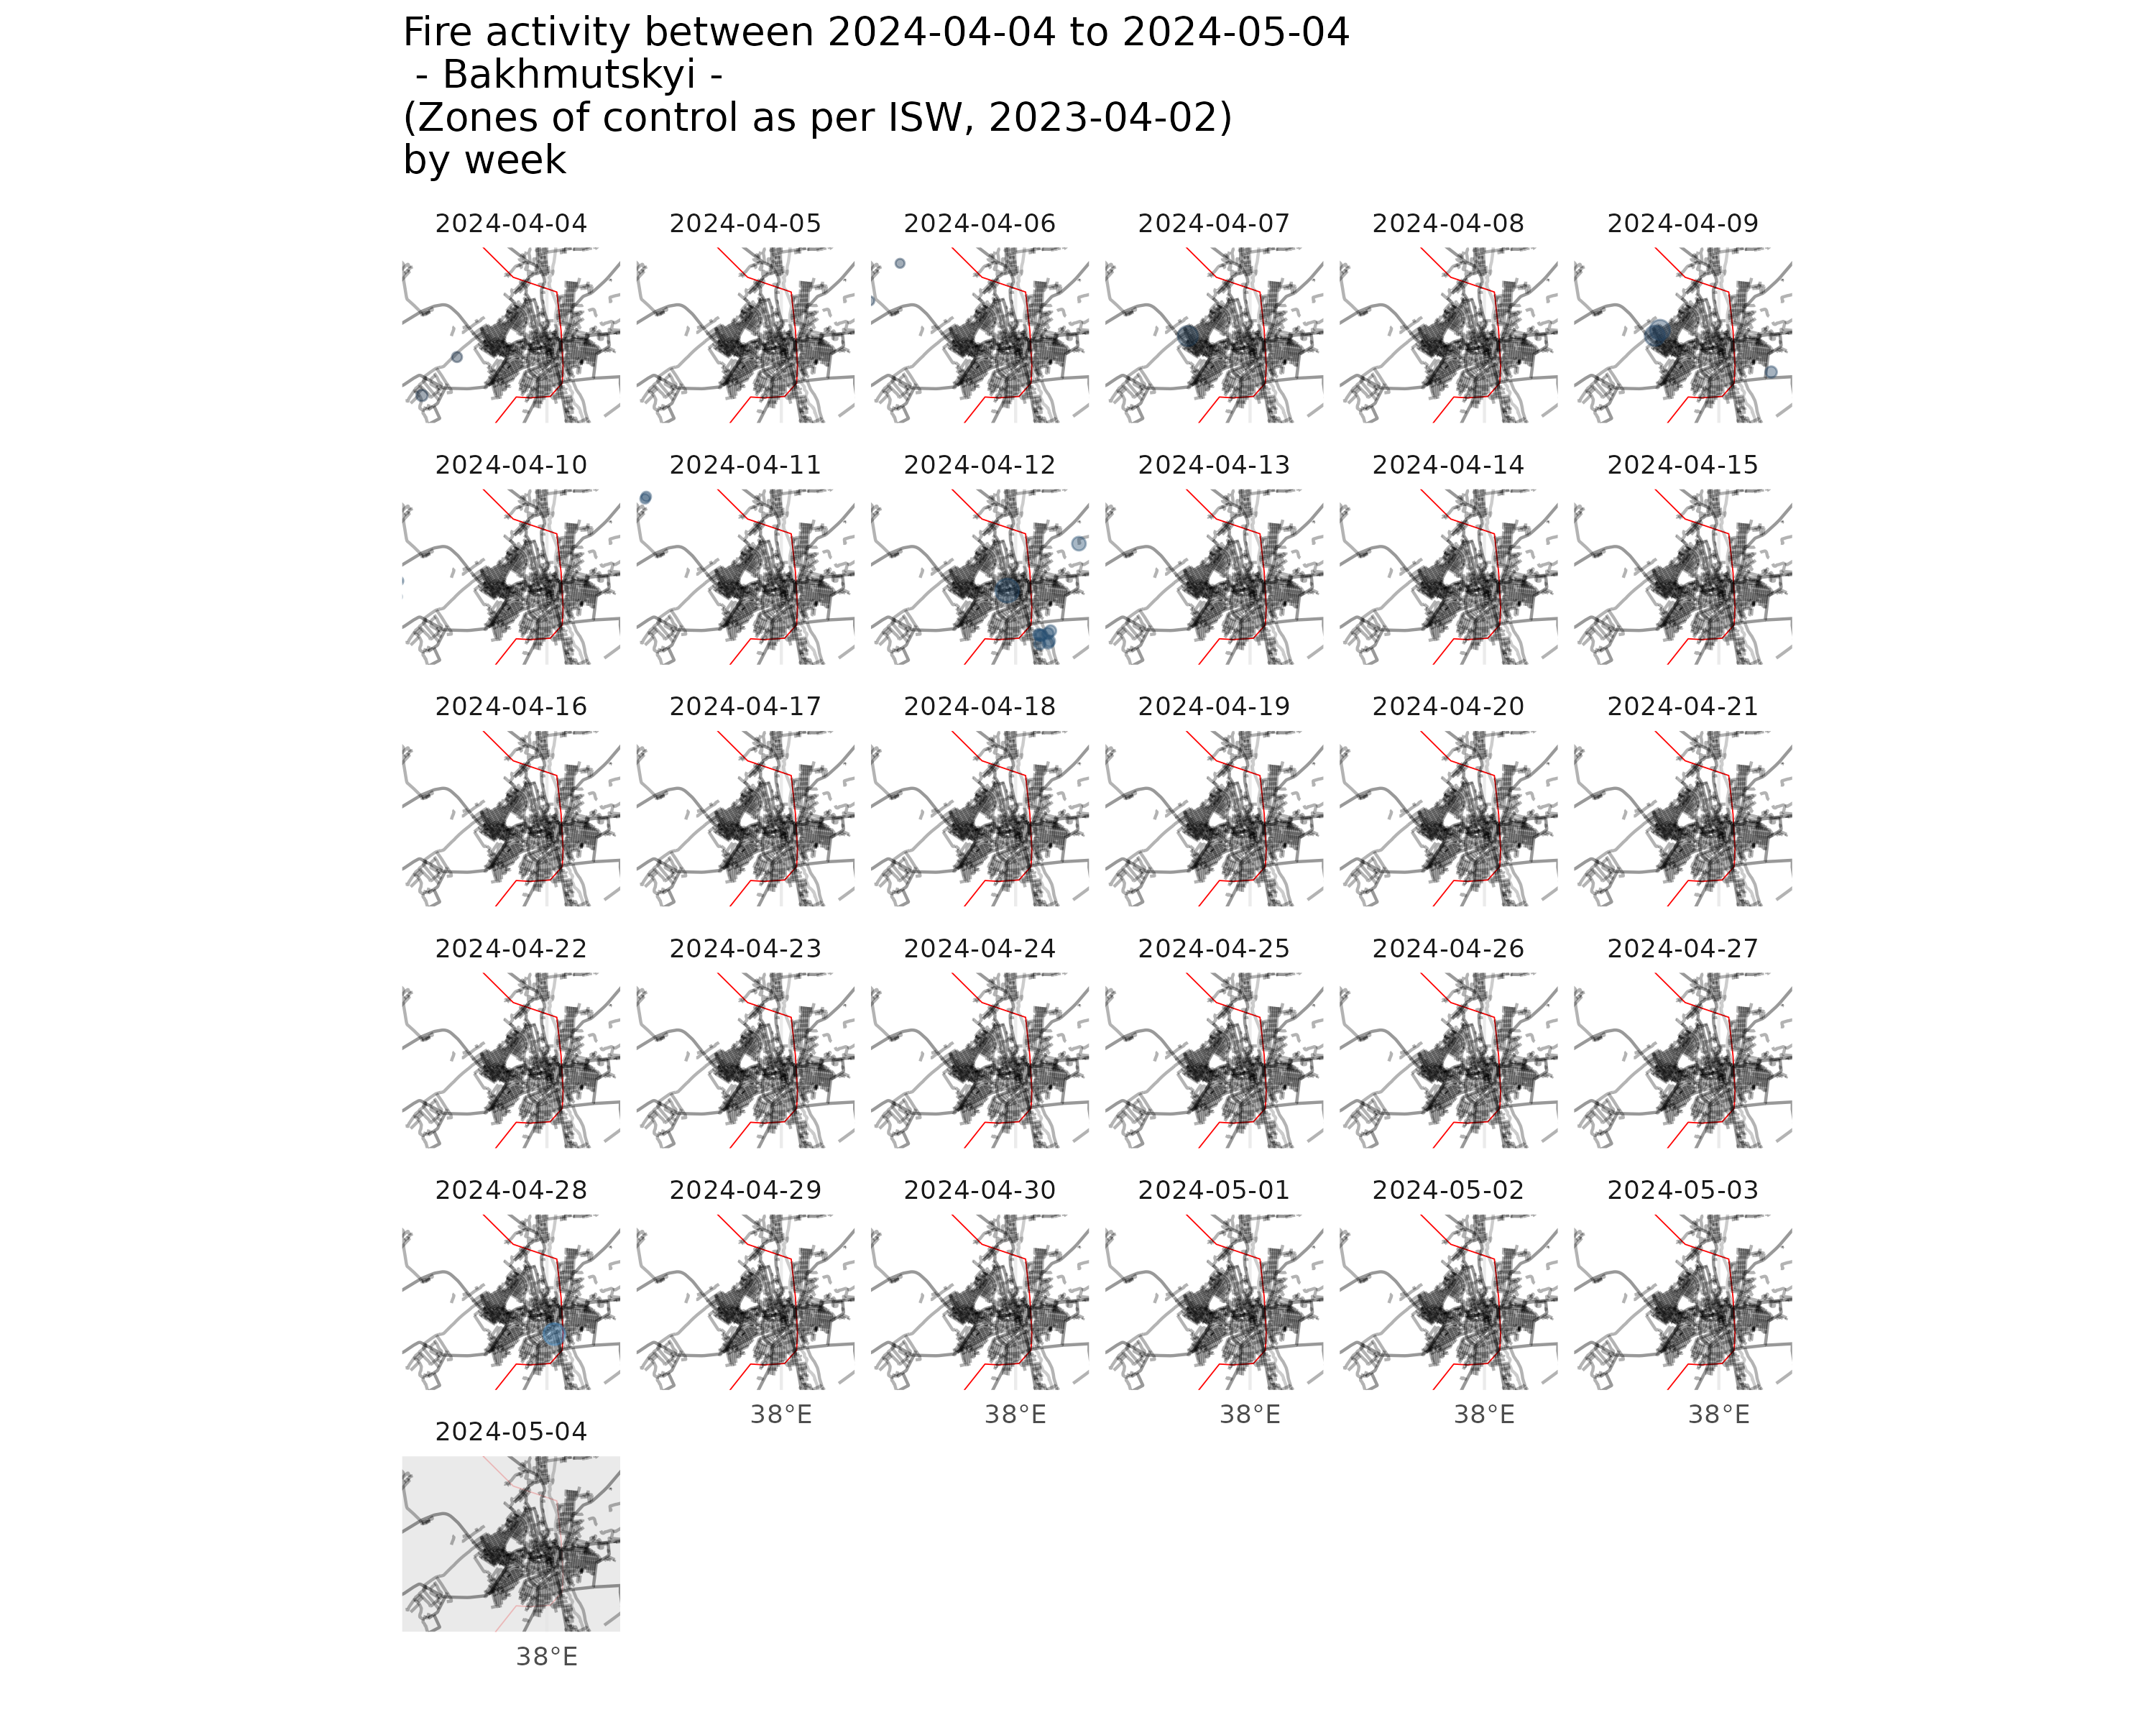 Fire activity between 2024-04-04 to 2024-05-04
- Bakhmutskyi -
(Zones of control as per ISW, 2023-04-02)
by week
2024-04-04 2024-04-05 2024-04-06 2024-04-07 2024-04-08 2024-04-09
2024-04-10 2024-04-11 2024-04-12 2024-04-13 2024-04-14 2024-04-15
2024-04-16 2024-04-17 2024-04-18 2024-04-19 2024-04-20 2024-04-21
2024-04-22 2024-04-23 2024-04-24 2024-04-25 2024-04-26 2024-04-27
2024-04-28 2024-04-29 2024-04-30 2024-05-01 2024-05-02 2024-05-03
38°E 38°E 38°E 38°E 38°E
2024-05-04
38°E